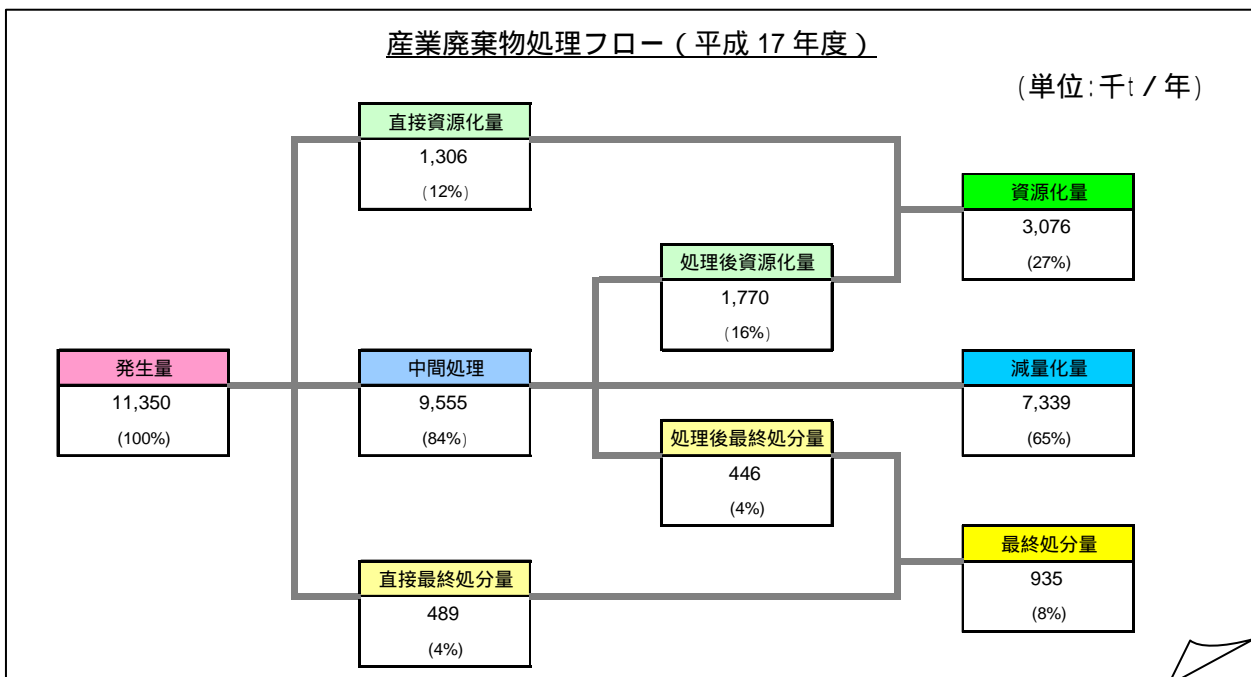 産業廃棄物処理フロー（平成 17 年度）
(単位:千t / 年)
直接資源化量
1,306
(12%)
資源化量
3,076
(27%)
処理後資源化量
1,770
(16%)
発生量
11,350
(100%)
中間処理
9,555
(84%)
減量化量
7,339
(65%)
処理後最終処分量
446
(4%)
最終処分量
935
(8%)
直接最終処分量
489
(4%)